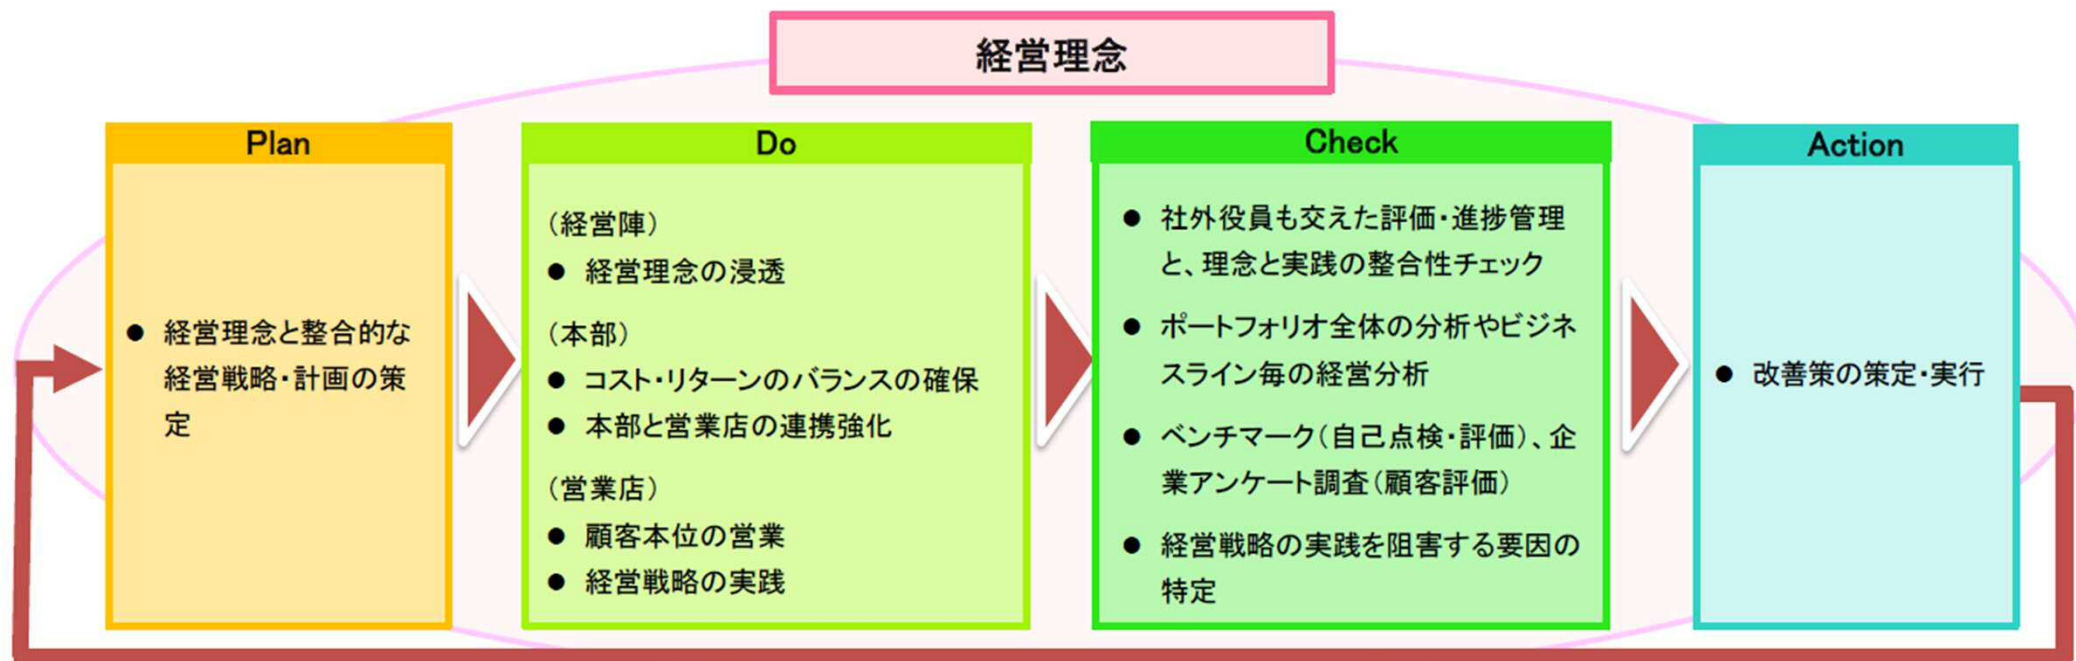 経営理念
Plan
● 経営理念と整合的な
経営戦略・計画の策
定
Do
(経営陣)
● 経営理念の浸透
(本部)
● コスト・リターンのバランスの確保
● 本部と営業店の連携強化
(営業店)
● 顧客本位の営業
● 経営戦略の実践
Check
● 社外役員も交えた評価・進捗管理
と、理念と実践の整合性チェック
● ポートフォリオ全体の分析やビジネ
スライン毎の経営分析
● ベンチマーク(自己点検・評価)、企
業アンケート調査(顧客評価)
● 経営戦略の実践を阻害する要因の
特定
Action
● 改善策の策定・実行